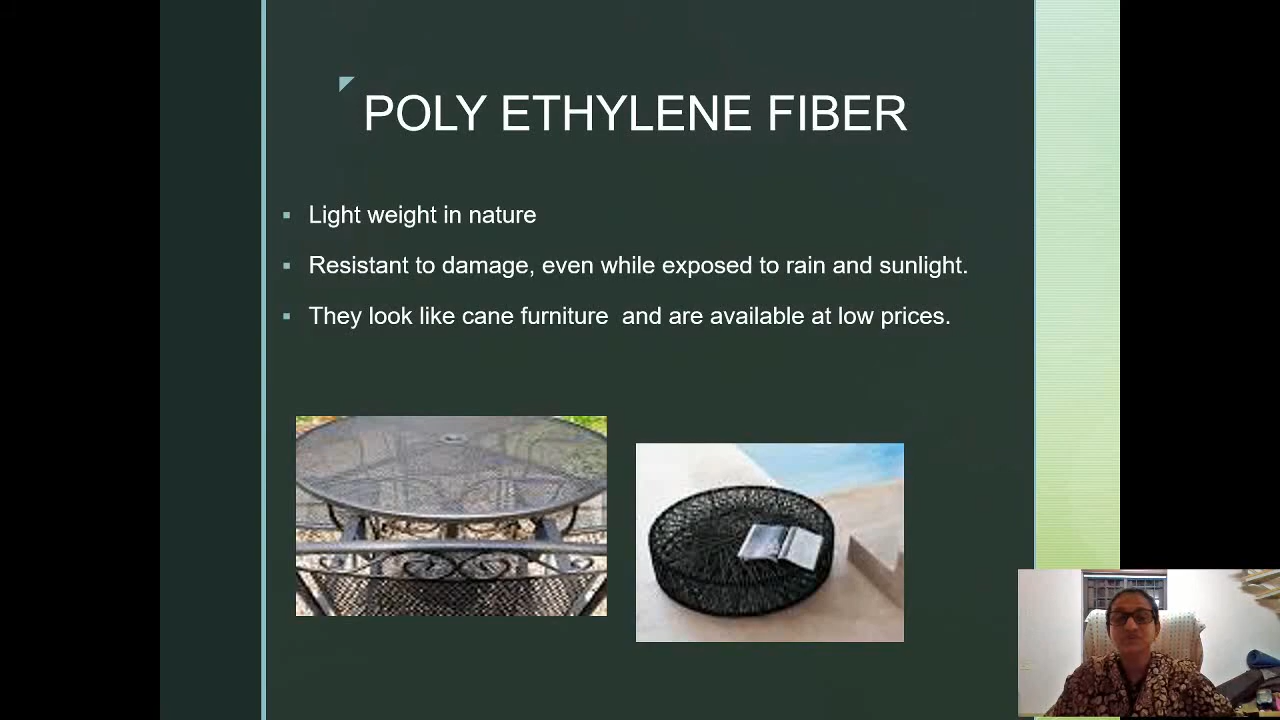 POLY ETHYLENE FIBER
Light weight in nature
Resistant to damage, even while exposed to rain and sunlight.
They look like cane furniture  and are available at low prices.